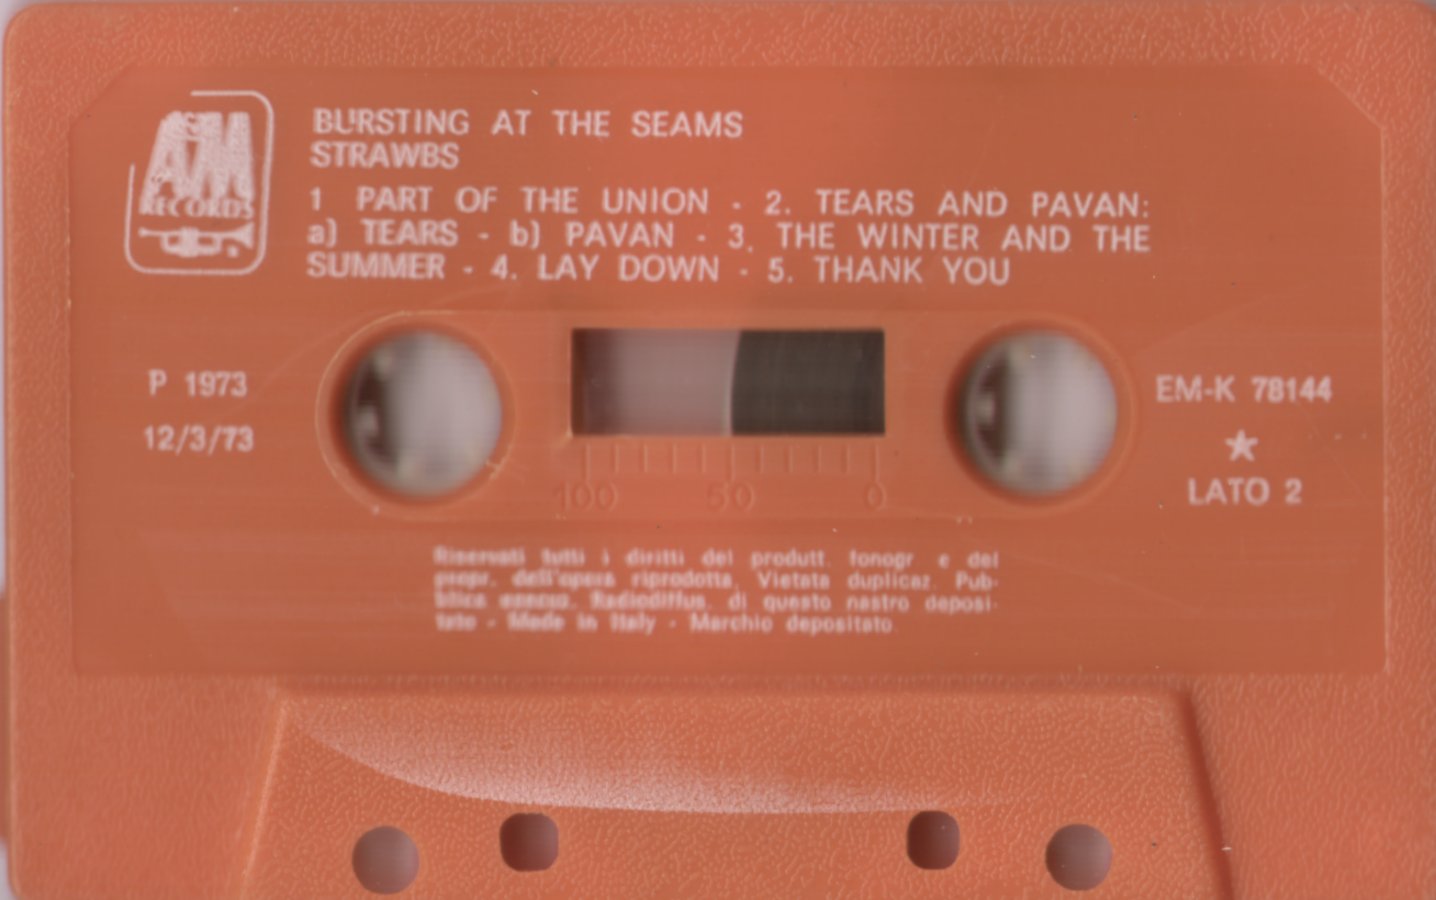 A&M
RECORDS
BURSTING AT THE SEAMS
STRAWBS
1 PART OF THE UNION - 2. TEARS AND PAVAN:
a) TEARS - b) PAVAN - 3. THE WINTER AND THE
SUMMER - 4. LAY DOWN - 5. THANK YOU
P 1973
12/3/73
EM-K 78144
★
LATO 2
100 50 0
Riservati tutti i diritti del produtt. fonogr. e del
propr. dell'opera riprodotta. Vietata duplicaz. Pub-
blica esecuz. Radiodiffus. di questo nastro deposi-
tato - Made in Italy - Marchio depositato.